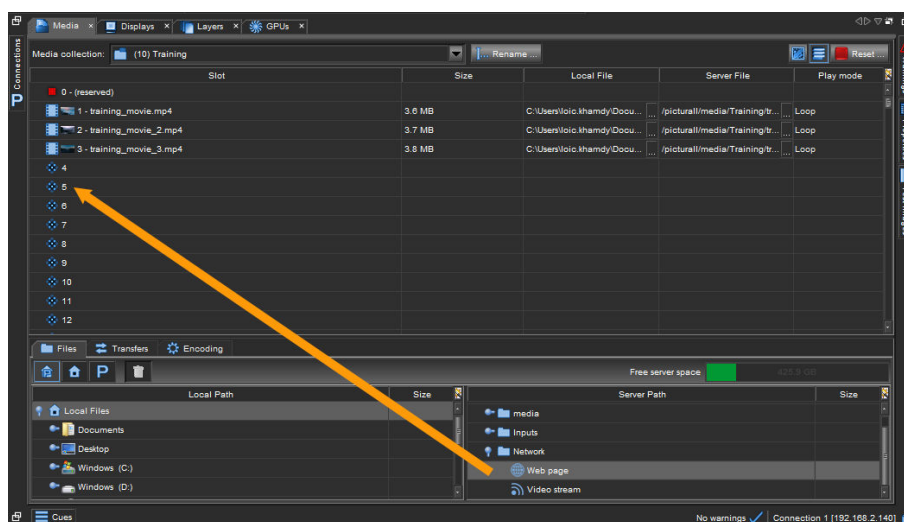 Media × Displays × Layers × GPUs ×
Connections
Media collection: (10) Training Rename ... Reset ...
Slot Size Local File Server File Play mode
0 - (reserved)
1 - training_movie.mp4 3.6 MB C:\Users\loic.khamdy\Docu... ... /picturall/media/Training/tr... ... Loop
2 - training_movie_2.mp4 3.7 MB C:\Users\loic.khamdy\Docu... ... /picturall/media/Training/tr... ... Loop
3 - training_movie_3.mp4 3.8 MB C:\Users\loic.khamdy\Docu... ... /picturall/media/Training/tr... ... Loop
4
5
6
7
8
9
10
11
12
Files Transfers Encoding
P Free server space 425.9 GB
Local Path Size Server Path Size
Local Files
Documents
Desktop
Windows (C:)
Windows (D:)
media
Inputs
Network
Web page
Video stream
Cues No warnings Connection 1 [192.168.2.140]